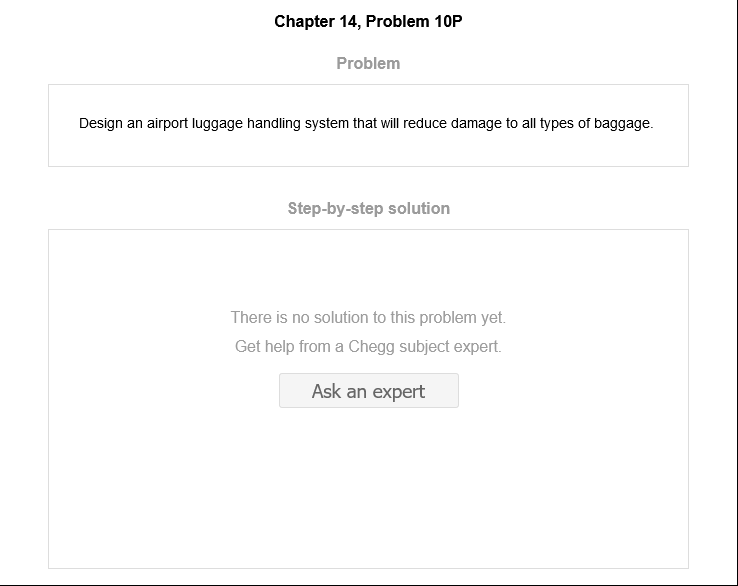 Chapter 14, Problem 10P
Problem
Design an airport luggage handling system that will reduce damage to all types of baggage.
Step-by-step solution
There is no solution to this problem yet.
Get help from a Chegg subject expert.
Ask an expert